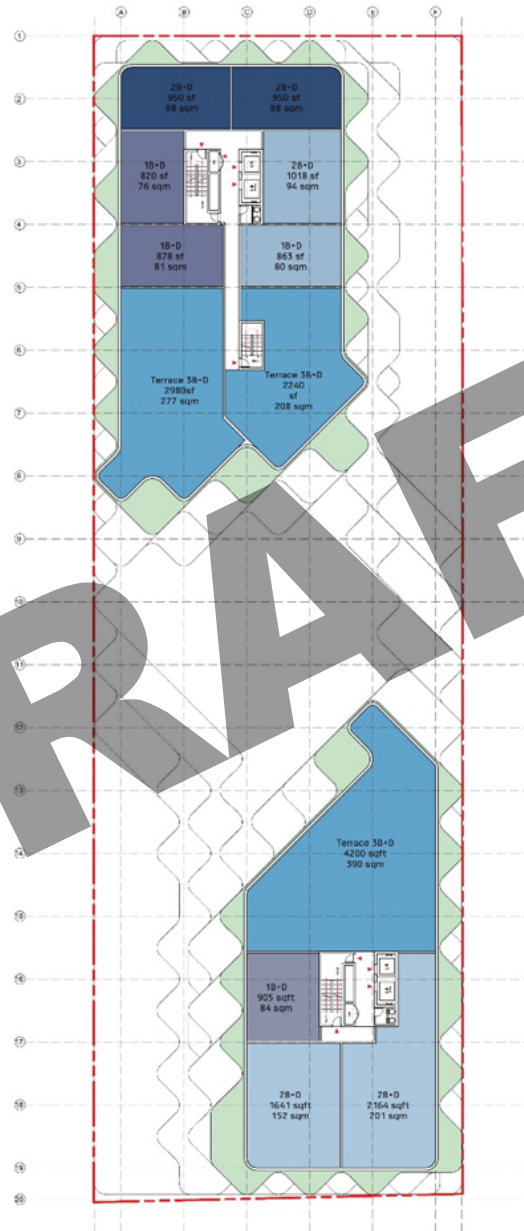 A B C D E F
1
2
3
4
5
6
7
8
9
10
11
12
13
14
15
16
17
18
19
20
2B+D
950 sf
88 sqm
2B+D
950 sf
88 sqm
1B+D
820 sf
76 sqm
2B+D
1018 sf
94 sqm
1B+D
878 sf
81 sqm
1B+D
863 sf
80 sqm
Terrace 3B+D
2980sf
277 sqm
Terrace 3B+D
2240
sf
208 sqm
RAF
Terrace 3B+D
4200 sqft
390 sqm
1B+D
905 sqft
84 sqm
2B+D
1641 sqft
152 sqm
2B+D
2164 sqft
201 sqm